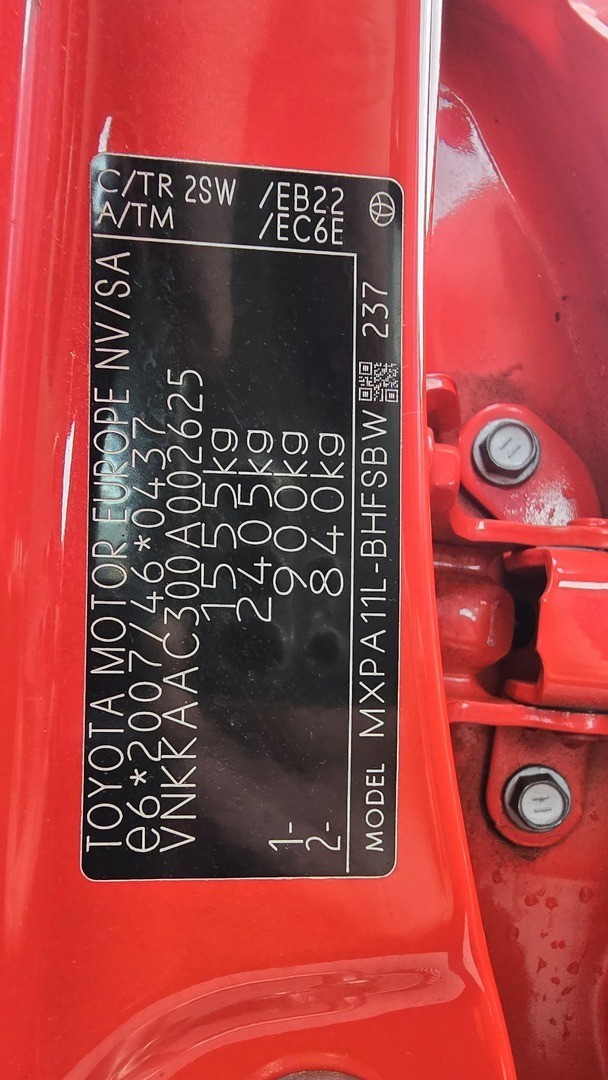 TOYOTA MOTOR EUROPE NV/SA
e6*2007/46*0437
VNKKAAC300A002625
1555kg
2405kg
1- 900kg
2- 840kg
MODEL MXPA11L-BHFSBW 237
C/TR 2SW /EB22
A/TM /EC6E